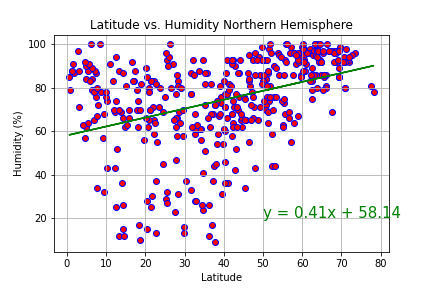 Latitude vs. Humidity Northern Hemisphere
100
80
60
40
20
Humidity (%)
y = 0.41x + 58.14
0 10 20 30 40 50 60 70 80
Latitude